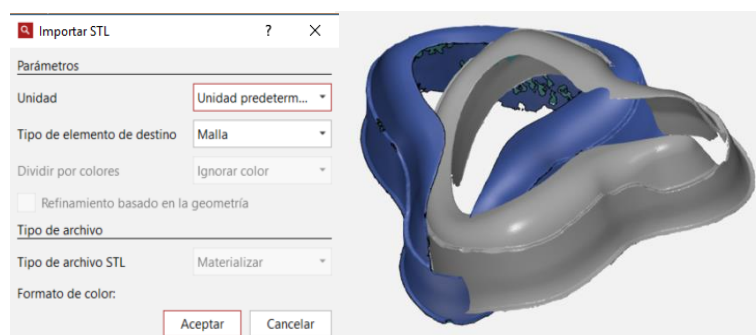 Importar STL ?
Parámetros
Unidad Unidad predeterm...
Tipo de elemento de destino Malla
Dividir por colores Ignorar color
Refinamiento basado en la geometría
Tipo de archivo
Tipo de archivo STL Materializar
Formato de color:
Aceptar Cancelar